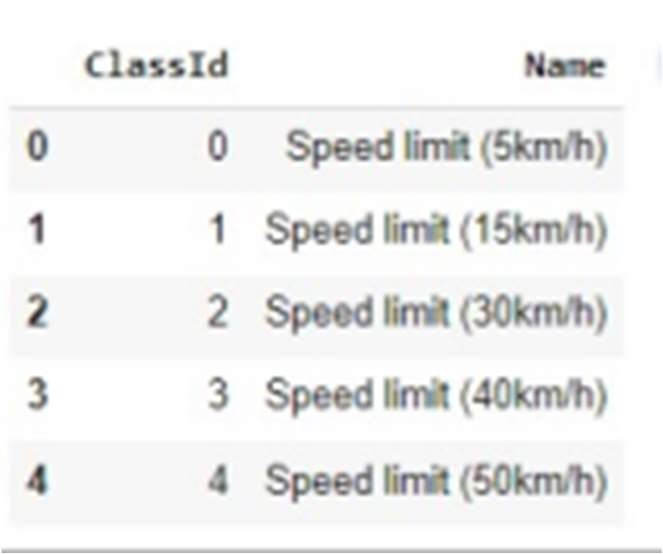 ClassId Name
0 0 Speed limit (5km/h)
1 1 Speed limit (15km/h)
2 2 Speed limit (30km/h)
3 3 Speed limit (40km/h)
4 4 Speed limit (50km/h)